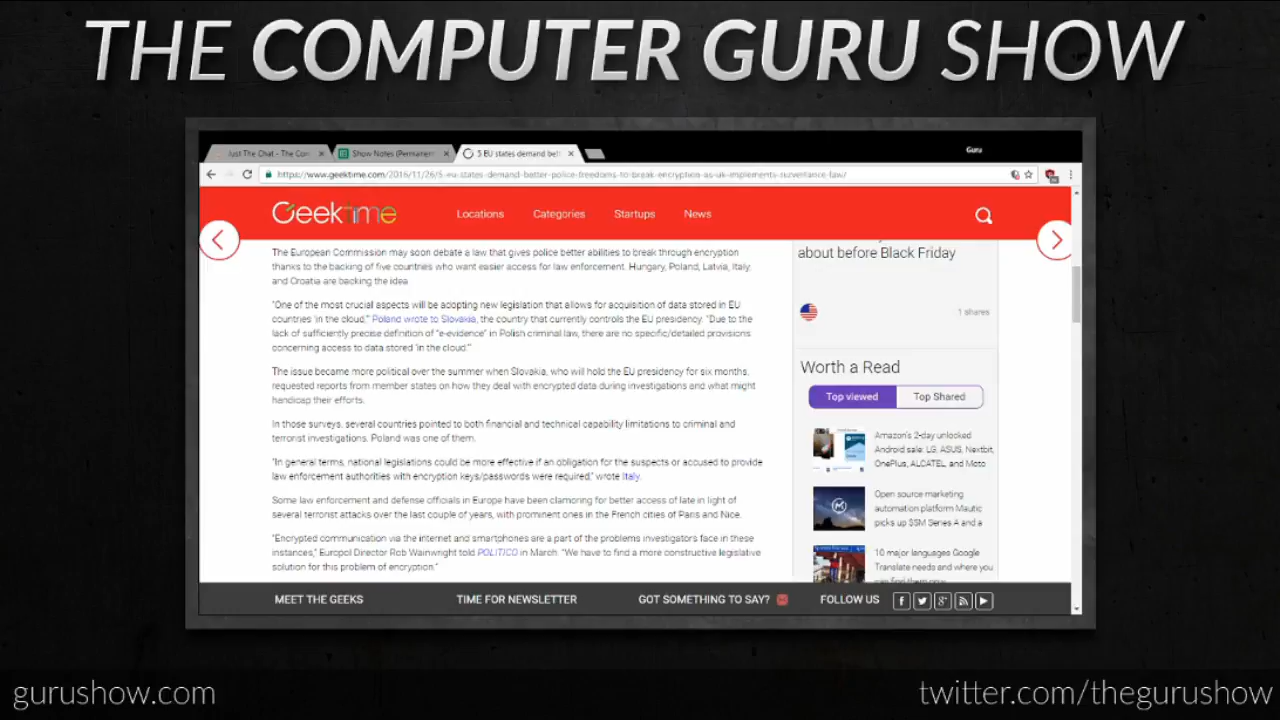 THE COMPUTER GURU SHOW
Just The Chat - The Con
Show Notes (Permanent
5 EU states demand bett
Guru
https://www.geektime.com/2016/11/26/5-eu-states-demand-better-police-freedoms-to-break-encryption-as-uk-implements-surveillance-law/
Geektime
Locations
Categories
Startups
News
The European Commission may soon debate a law that gives police better abilities to break through encryption
thanks to the backing of five countries who want easier access for law enforcement. Hungary, Poland, Latvia, Italy,
and Croatia are backing the idea
"One of the most crucial aspects will be adopting new legislation that allows for acquisition of data stored in EU
countries 'in the cloud,'" Poland wrote to Slovakia, the country that currently controls the EU presidency. "Due to the
lack of sufficiently precise definition of "e-evidence" in Polish criminal law, there are no specific/detailed provisions
concerning access to data stored 'in the cloud.'"
The issue became more political over the summer when Slovakia, who will hold the EU presidency for six months,
requested reports from member states on how they deal with encrypted data during investigations and what might
handicap their efforts.
In those surveys, several countries pointed to both financial and technical capability limitations to criminal and
terrorist investigations. Poland was one of them.
"In general terms, national legislations could be more effective if an obligation for the suspects or accused to provide
law enforcement authorities with encryption keys/passwords were required," wrote Italy.
Some law enforcement and defense officials in Europe have been clamoring for better access of late in light of
several terrorist attacks over the last couple of years, with prominent ones in the French cities of Paris and Nice.
"Encrypted communication via the internet and smartphones are a part of the problems investigators face in these
instances," Europol Director Rob Wainwright told POLITICO in March. "We have to find a more constructive legislative
solution for this problem of encryption."
about before Black Friday
1 shares
Worth a Read
Top viewed
Top Shared
Amazon's 2-day unlocked
Android sale: LG, ASUS, Nextbit,
OnePlus, ALCATEL, and Moto
Open source marketing
automation platform Mautic
picks up $5M Series A and a
10 major languages Google
Translate needs and where you
can find them now
MEET THE GEEKS
TIME FOR NEWSLETTER
GOT SOMETHING TO SAY?
FOLLOW US
gurushow.com
twitter.com/thegurushow